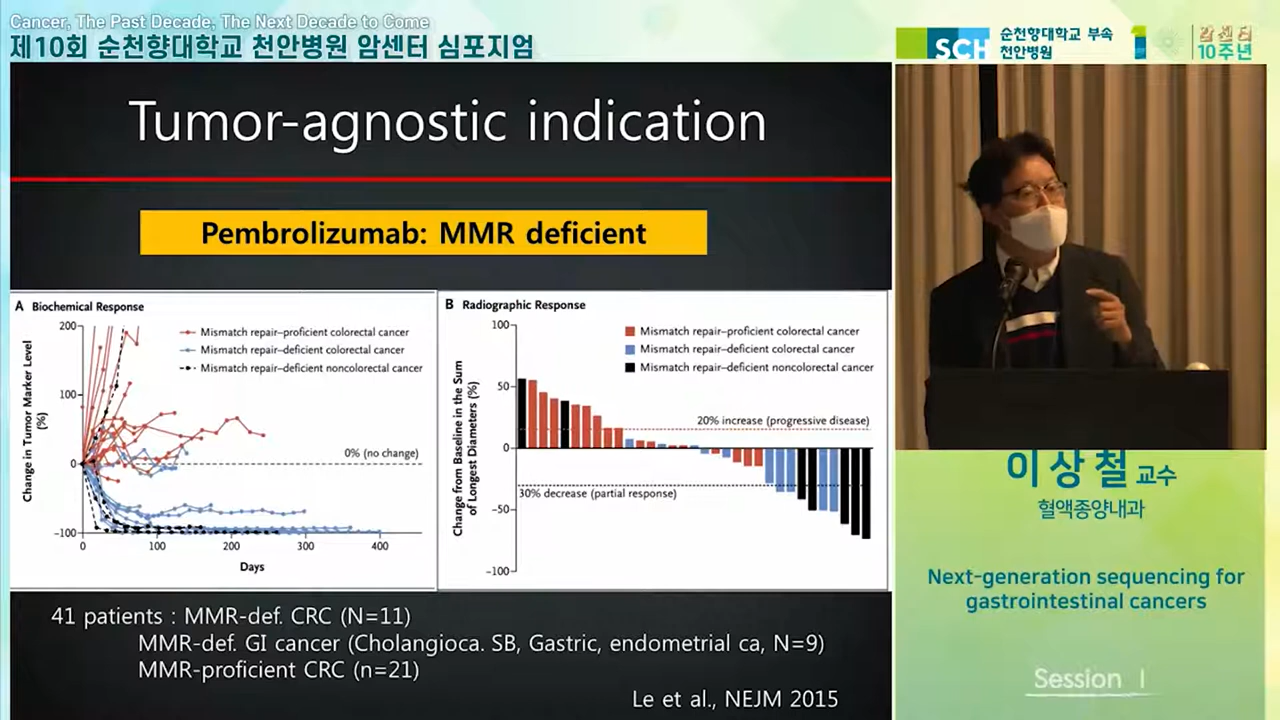 Cancer, The Past Decade, The Next Decade to Come
제10회 순천향대학교 천안병원 암센터 심포지엄
SCH
순천향대학교 부속
천안병원
1
암센터
10주년
Tumor-agnostic indication
Pembrolizumab: MMR deficient
A Biochemical Response
Change in Tumor Marker Level
(%)
200
100
0
−100
Mismatch repair–proficient colorectal cancer
Mismatch repair–deficient colorectal cancer
Mismatch repair–deficient noncolorectal cancer
0% (no change)
0 100 200 300 400
Days
B Radiographic Response
Change from Baseline in the Sum
of Longest Diameters (%)
100
50
0
−50
−100
Mismatch repair–proficient colorectal cancer
Mismatch repair–deficient colorectal cancer
Mismatch repair–deficient noncolorectal cancer
20% increase (progressive disease)
30% decrease (partial response)
41 patients : MMR-def. CRC (N=11)
MMR-def. GI cancer (Cholangioca. SB, Gastric, endometrial ca, N=9)
MMR-proficient CRC (n=21)
Le et al., NEJM 2015
이상철 교수
혈액종양내과
Next-generation sequencing for
gastrointestinal cancers
Session I